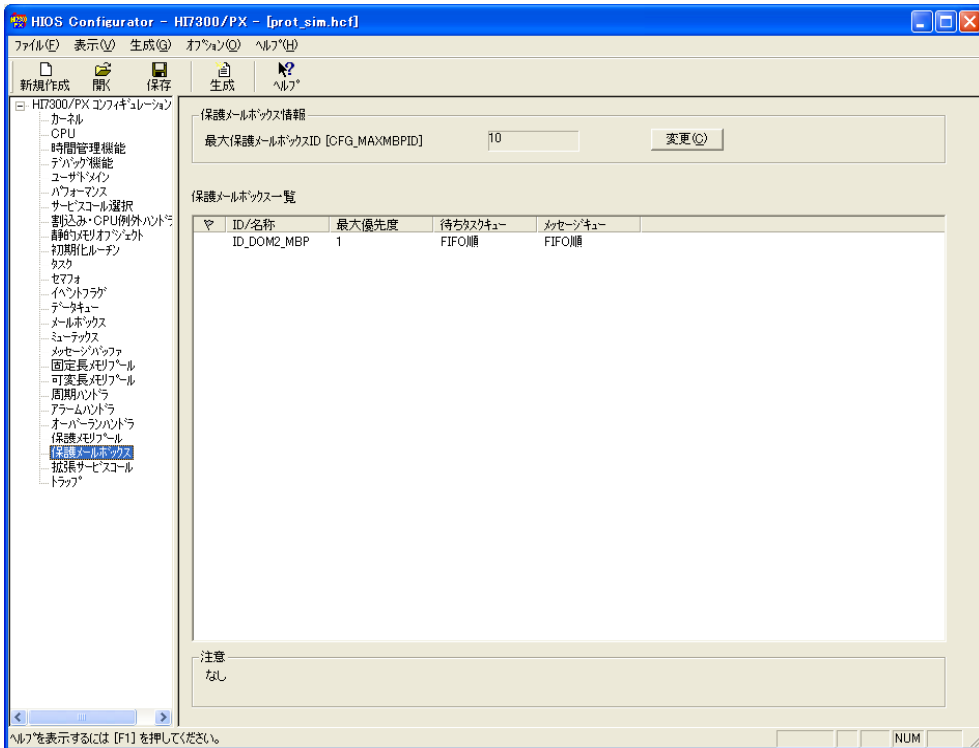 HIOS Configurator - HI7300/PX - [prot_sim.hcf]
ファイル(F) 表示(V) 生成(G) オプション(O) ヘルプ(H)
新規作成 開く 保存 生成 ヘルプ
HI7300/PX コンフィギュレーション
カーネル
CPU
時間管理機能
デバッグ機能
ユーザドメイン
パフォーマンス
サービスコール選択
割込み・CPU例外ハンドラ
静的メモリオブジェクト
初期化ルーチン
タスク
セマフォ
イベントフラグ
データキュー
メールボックス
ミューテックス
メッセージバッファ
固定長メモリプール
可変長メモリプール
周期ハンドラ
アラームハンドラ
オーバーランハンドラ
保護メモリプール
保護メールボックス
拡張サービスコール
トラップ
保護メールボックス情報
最大保護メールボックスID [CFG_MAXMBPID] 10 変更(C)
保護メールボックス一覧
ID/名称 最大優先度 待ちタスクキュー メッセージキュー
ID_DOM2_MBP 1 FIFO順 FIFO順
注意
なし
ヘルプを表示するには [F1] を押してください。 NUM